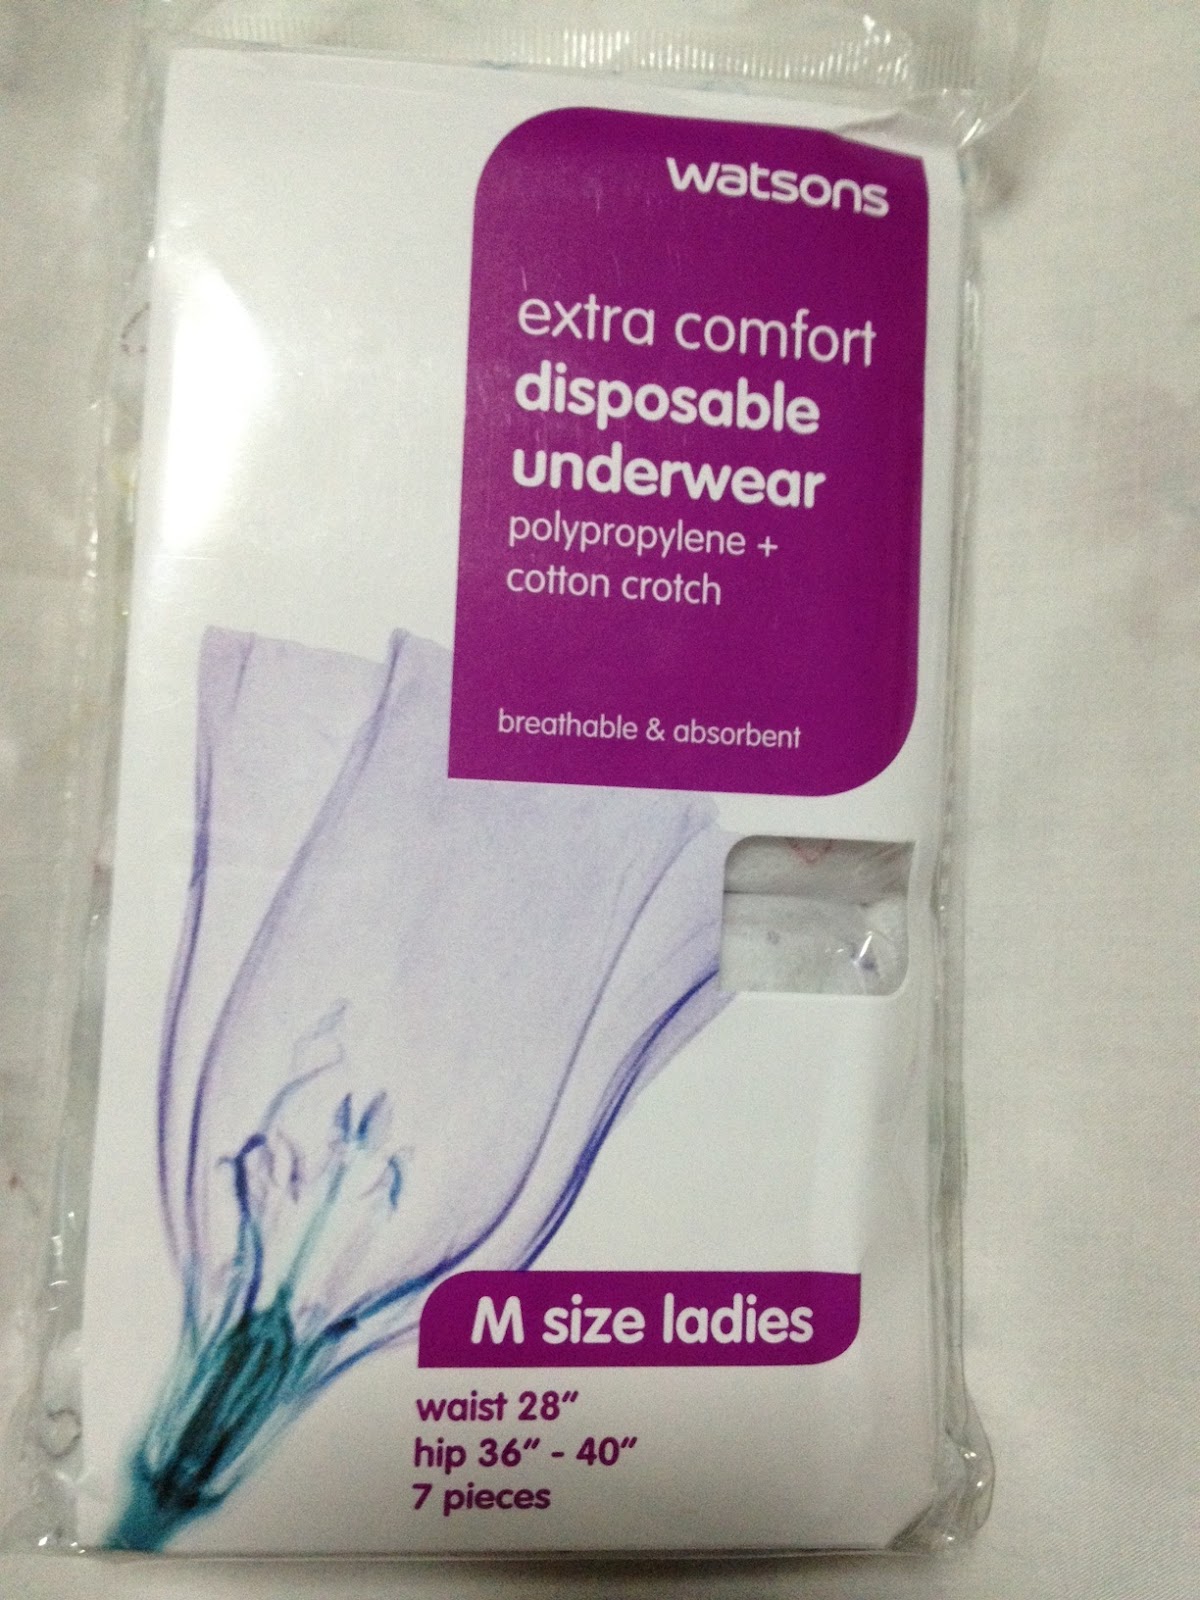 watsons
extra comfort
disposable
underwear
polypropylene +
cotton crotch
breathable & absorbent
M size ladies
waist 28”
hip 36” - 40”
7 pieces